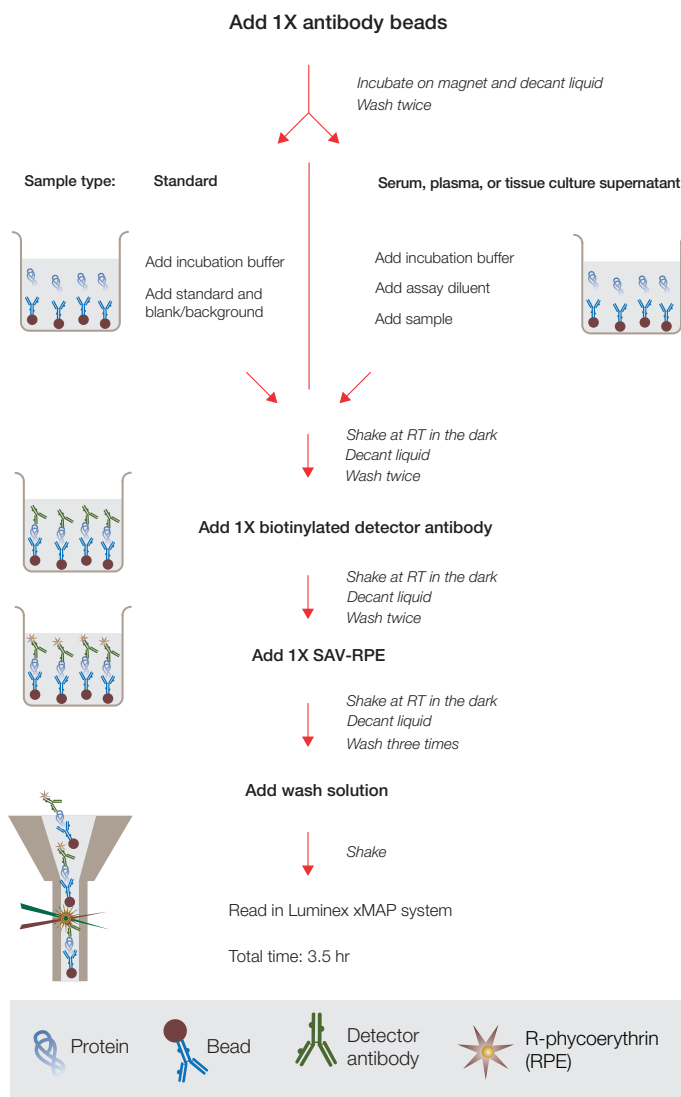 Add 1X antibody beads
Incubate on magnet and decant liquid
Wash twice
Sample type:
Standard
Serum, plasma, or tissue culture supernatant
Add incubation buffer
Add standard and
blank/background
Add incubation buffer
Add assay diluent
Add sample
Shake at RT in the dark
Decant liquid
Wash twice
Add 1X biotinylated detector antibody
Shake at RT in the dark
Decant liquid
Wash twice
Add 1X SAV-RPE
Shake at RT in the dark
Decant liquid
Wash three times
Add wash solution
Shake
Read in Luminex xMAP system
Total time: 3.5 hr
Protein
Bead
Detector
antibody
R-phycoerythrin
(RPE)